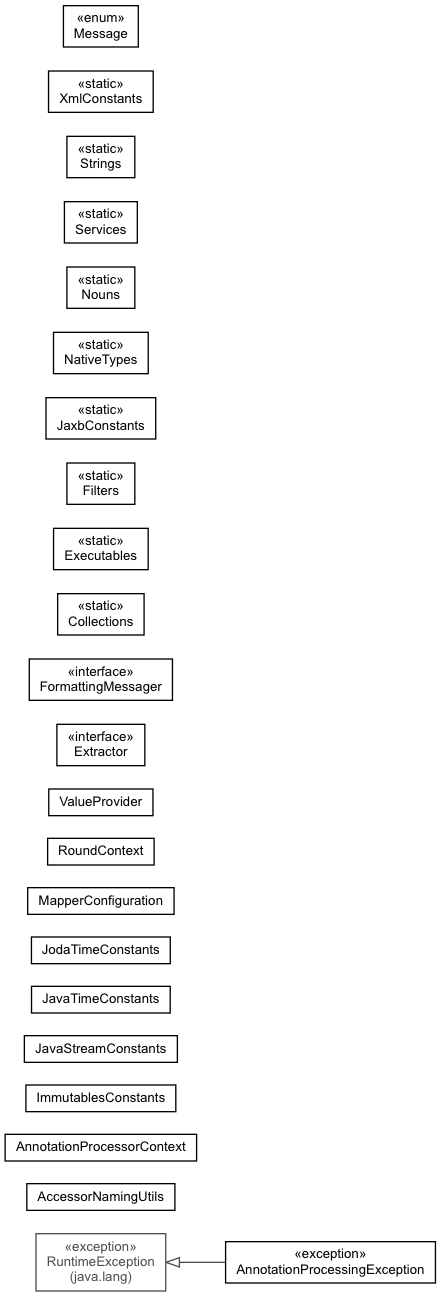 «enum»
Message
«static»
XmlConstants
«static»
Strings
«static»
Services
«static»
Nouns
«static»
NativeTypes
«static»
JaxbConstants
«static»
Filters
«static»
Executables
«static»
Collections
«interface»
FormattingMessager
«interface»
Extractor
ValueProvider
RoundContext
MapperConfiguration
JodaTimeConstants
JavaTimeConstants
JavaStreamConstants
ImmutablesConstants
AnnotationProcessorContext
AccessorNamingUtils
«exception»
RuntimeException
(java.lang)
«exception»
AnnotationProcessingException